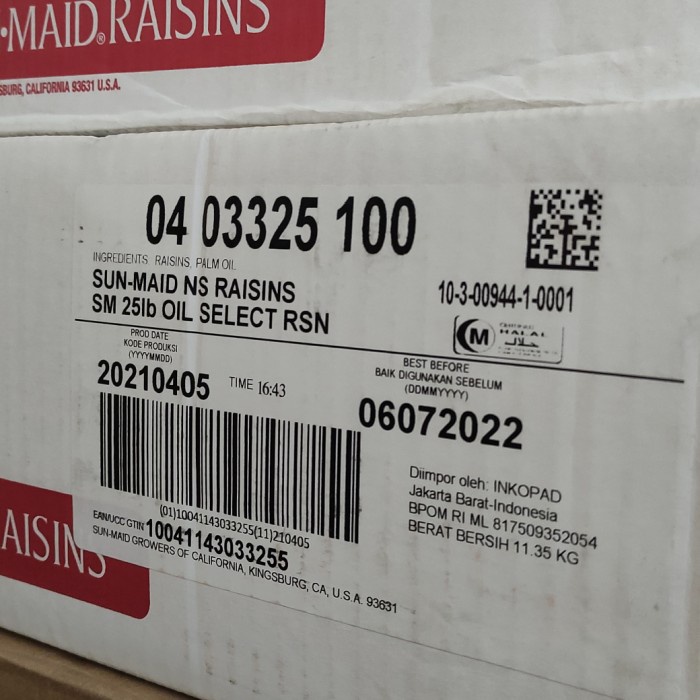 -MAID® RAISINS
SBURG, CALIFORNIA 93631 U.S.A.
04 03325 100
INGREDIENTS RAISINS, PALM OIL
SUN-MAID NS RAISINS
SM 25lb OIL SELECT RSN
10-3-00944-1-0001
M
HALAL
PROD DATE
KODE PRODUKSI
(YYYYMMDD)
20210405 TIME 16:43
BEST BEFORE
BAIK DIGUNAKAN SEBELUM
(DDMMYYYY)
06072022
(01)10041143033255(11)210405
EAN/UCC GTIN 10041143033255
SUN-MAID GROWERS OF CALIFORNIA, KINGSBURG, CA, U.S.A. 93631
Diimpor oleh: INKOPAD
Jakarta Barat-Indonesia
BPOM RI ML 817509352054
BERAT BERSIH 11.35 KG
AISINS